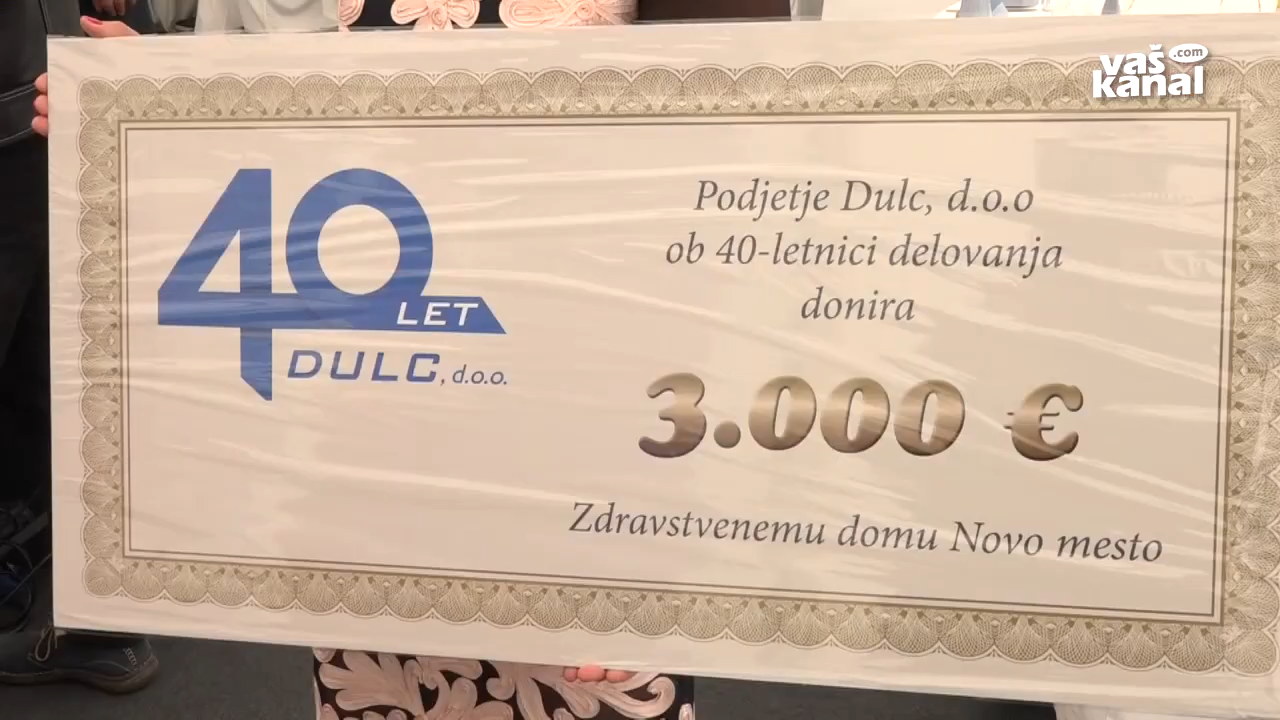 vaš .com
kanal
40
LET
DULC, d.o.o.
Podjetje Dulc, d.o.o
ob 40-letnici delovanja
donira
3.000 €
Zdravstvenemu domu Novo mesto